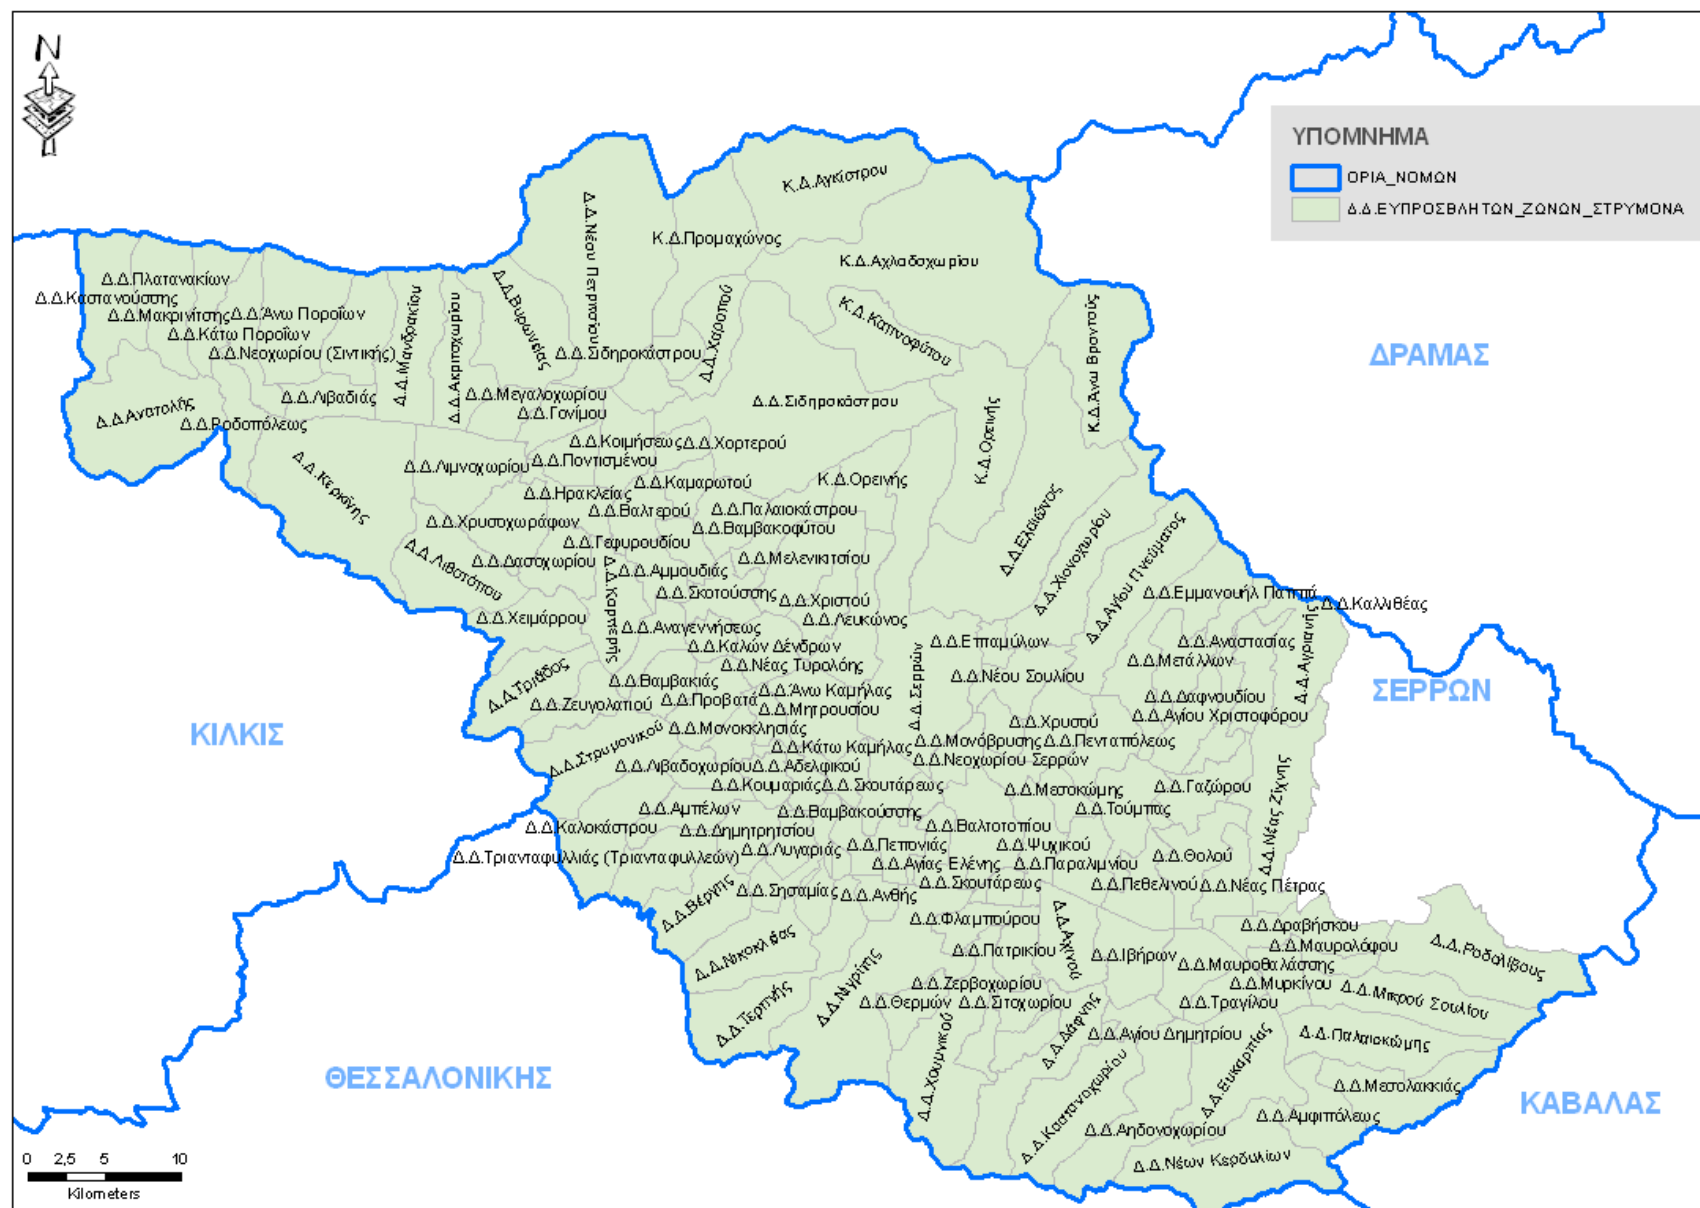 N
ΥΠΟΜΝΗΜΑ
ΟΡΙΑ_ΝΟΜΩΝ
Δ.Δ.ΕΥΠΡΟΣΒΛΗΤΩΝ_ΖΩΝΩΝ_ΣΤΡΥΜΟΝΑ
Κ.Δ.Αγκίστρου
Δ.Δ.Νέου Πετριτσίου
Κ.Δ.Προμαχώνος
Κ.Δ.Αχλαδοχωρίου
Δ.Δ.Πλατανακίων
Δ.Δ.Καστανούσσης
Δ.Δ.Μακρινίτσης
Δ.Δ.Άνω Ποροΐων
Δ.Δ.Κάτω Ποροΐων
Δ.Δ.Νεοχωρίου (Σιντικής)
Δ.Δ.Μανδρακίου
Δ.Δ.Ακριτοχωρίου
Δ.Δ.Βυρωνείας
Δ.Δ.Σιδηροκάστρου
Δ.Δ.Χαροπού
Κ.Δ.Καπνοφύτου
Κ.Δ.Άνω Βροντούς
ΔΡΑΜΑΣ
Δ.Δ.Ανατολής
Δ.Δ.Λιβαδιάς
Δ.Δ.Μεγαλοχωρίου
Δ.Δ.Γονίμου
Δ.Δ.Σιδηροκάστρου
Δ.Δ.Ροδοπόλεως
Δ.Δ.Κερκίνης
Δ.Δ.Κοιμήσεως
Δ.Δ.Χορτερού
Δ.Δ.Λιμνοχωρίου
Δ.Δ.Ποντισμένου
Κ.Δ.Ορεινής
Κ.Δ.Ορεινής
Δ.Δ.Καμαρωτού
Δ.Δ.Ηρακλείας
Δ.Δ.Βαλτερού
Δ.Δ.Παλαιοκάστρου
Δ.Δ.Χρυσοχωράφων
Δ.Δ.Βαμβακοφύτου
Δ.Δ.Γεφυρουδίου
Δ.Δ.Ελαιώνος
Δ.Δ.Χιονοχωρίου
Δ.Δ.Αγίου Πνεύματος
Δ.Δ.Λιθοτόπου
Δ.Δ.Δασοχωρίου
Δ.Δ.Μελενικιτσίου
Δ.Δ.Αμμουδιάς
Δ.Δ.Καρπερής
Δ.Δ.Σκοτούσσης
Δ.Δ.Χριστού
Δ.Δ.Εμμανουήλ Παππά
Δ.Δ.Καλλιθέας
Δ.Δ.Χειμάρρου
Δ.Δ.Λευκώνος
Δ.Δ.Αναγεννήσεως
Δ.Δ.Καλών Δένδρων
Δ.Δ.Επταμύλων
Δ.Δ.Αναστασίας
Δ.Δ.Αγριανής
Δ.Δ.Μετάλλων
Δ.Δ.Νέας Τυρολόης
Δ.Δ.Τριάδος
Δ.Δ.Βαμβακιάς
Δ.Δ.Νέου Σουλίου
Δ.Δ.Σερρών
Δ.Δ.Άνω Καμήλας
Δ.Δ.Προβατά
Δ.Δ.Ζευγολατιού
Δ.Δ.Μητρουσίου
Δ.Δ.Δαφνουδίου
ΣΕΡΡΩΝ
Δ.Δ.Αγίου Χριστοφόρου
Δ.Δ.Χρυσού
Δ.Δ.Στρυμονικού
Δ.Δ.Μονοκκλησιάς
ΚΙΛΚΙΣ
Δ.Δ.Κάτω Καμήλας
Δ.Δ.Μονόβρυσης
Δ.Δ.Πενταπόλεως
Δ.Δ.Νεοχωρίου Σερρών
Δ.Δ.Λιβαδοχωρίου
Δ.Δ.Αδελφικού
Δ.Δ.Κουμαριάς
Δ.Δ.Σκουτάρεως
Δ.Δ.Μεσοκώμης
Δ.Δ.Γαζώρου
Δ.Δ.Νέας Ζίχνης
Δ.Δ.Αμπέλων
Δ.Δ.Βαμβακούσσης
Δ.Δ.Τούμπας
Δ.Δ.Καλοκάστρου
Δ.Δ.Δημητρητσίου
Δ.Δ.Βαλτοτοπίου
Δ.Δ.Τριανταφυλλιάς (Τριανταφυλλεών)
Δ.Δ.Λυγαριάς
Δ.Δ.Πεπονιάς
Δ.Δ.Ψυχικού
Δ.Δ.Αγίας Ελένης
Δ.Δ.Παραλιμνίου
Δ.Δ.Θολού
Δ.Δ.Βέργης
Δ.Δ.Σησαμίας
Δ.Δ.Ανθής
Δ.Δ.Σκουτάρεως
Δ.Δ.Πεθελινού
Δ.Δ.Νέας Πέτρας
Δ.Δ.Φλαμπούρου
Δ.Δ.Αχινού
Δ.Δ.Δραβήσκου
Δ.Δ.Μαυρολόφου
Δ.Δ.Ροδολίβους
Δ.Δ.Νικοκλείας
Δ.Δ.Πατρικίου
Δ.Δ.Ιβήρων
Δ.Δ.Μαυροθαλάσσης
Δ.Δ.Νιγρίτης
Δ.Δ.Ζερβοχωρίου
Δ.Δ.Μυρκίνου
Δ.Δ.Μικρού Σουλίου
Δ.Δ.Τερπνής
Δ.Δ.Θερμών
Δ.Δ.Σιτοχωρίου
Δ.Δ.Τραγίλου
Δ.Δ.Δάφνης
Δ.Δ.Αγίου Δημητρίου
Δ.Δ.Παλαιοκώμης
Δ.Δ.Χουμνικού
Δ.Δ.Ευκαρπίας
ΘΕΣΣΑΛΟΝΙΚΗΣ
Δ.Δ.Μεσολακκιάς
ΚΑΒΑΛΑΣ
Δ.Δ.Καστανοχωρίου
Δ.Δ.Αμφιπόλεως
Δ.Δ.Αηδονοχωρίου
Δ.Δ.Νέων Κερδυλίων
0 2,5 5 10
Kilometers